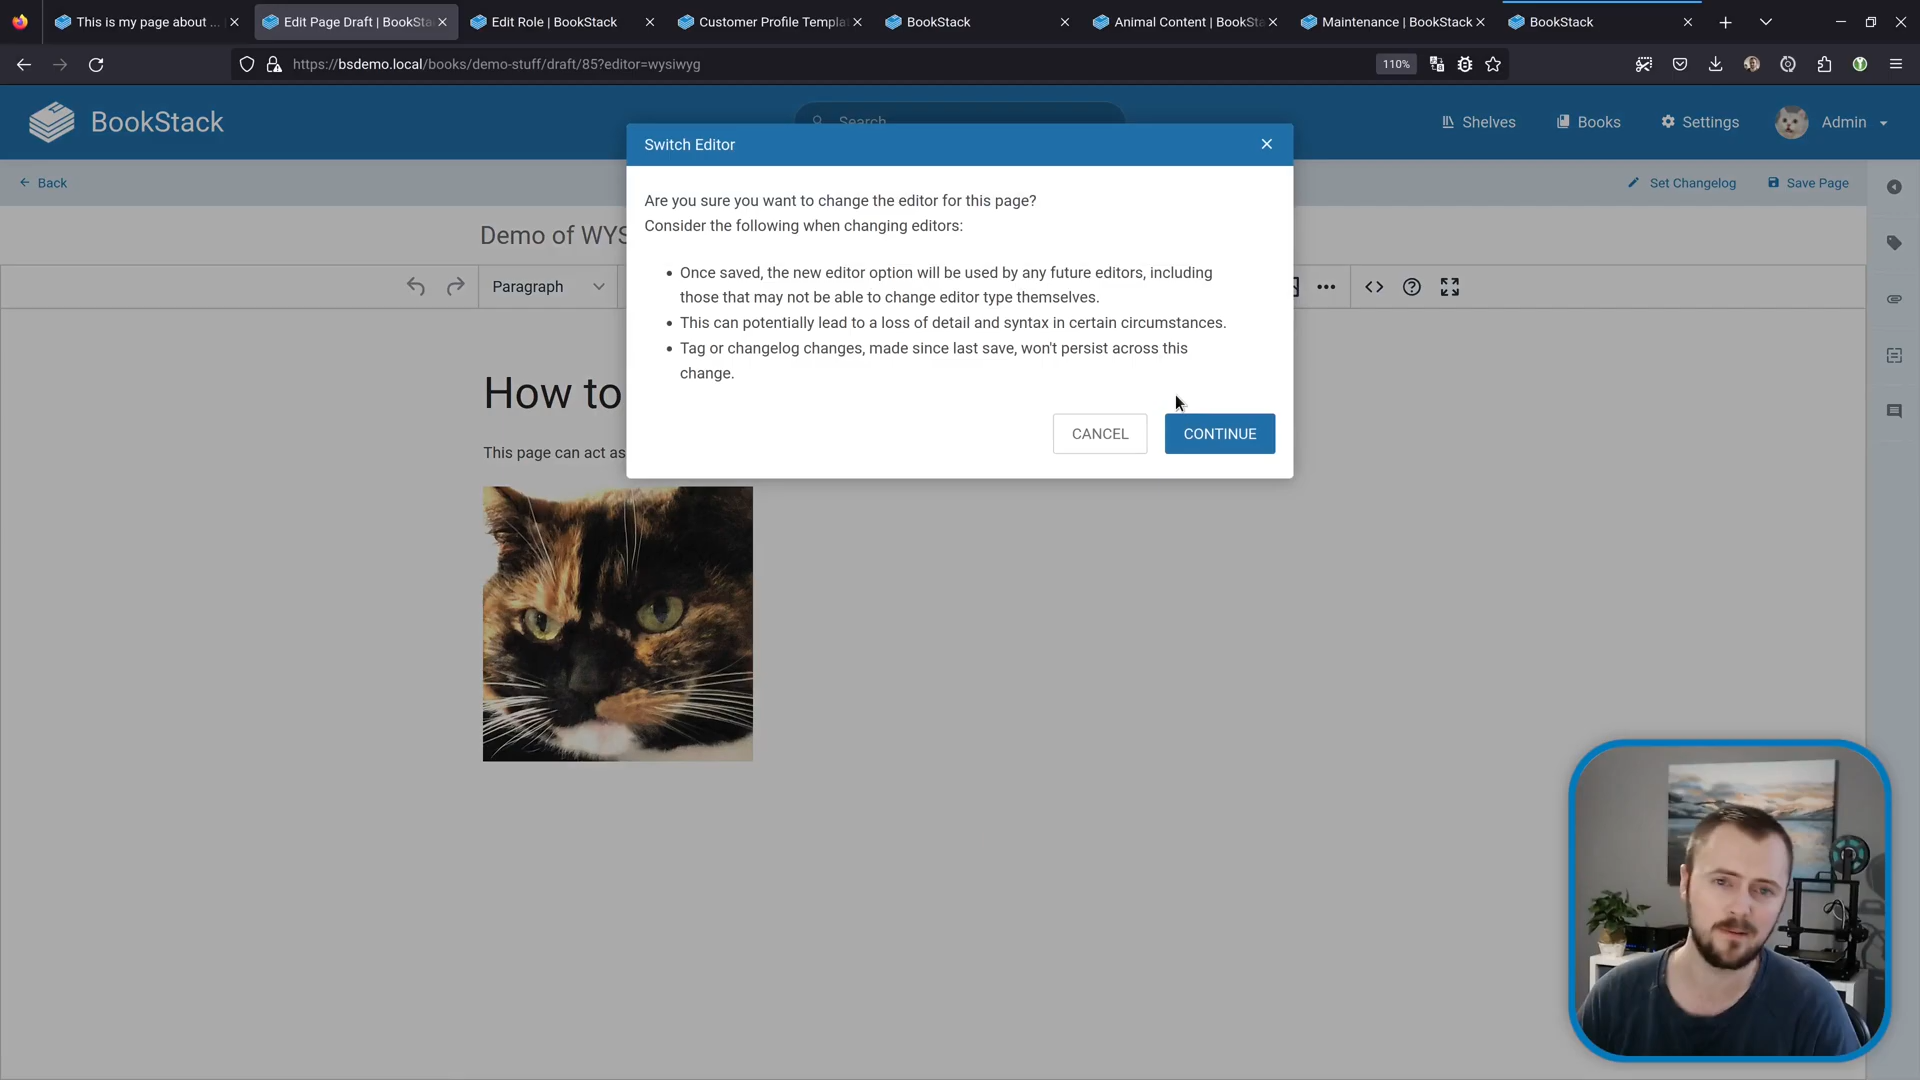 This is my page about ...
Edit Page Draft | BookSta
Edit Role | BookStack
Customer Profile Templa
BookStack
Animal Content | BookSta
Maintenance | BookStack
BookStack
https://bsdemo.local/books/demo-stuff/draft/85?editor=wysiwyg
110%
BookStack
Search
Shelves
Books
Settings
Admin
Switch Editor
Back
Set Changelog
Save Page
Are you sure you want to change the editor for this page?
Consider the following when changing editors:
Demo of WYS
• Once saved, the new editor option will be used by any future editors, including
those that may not be able to change editor type themselves.
Paragraph
• This can potentially lead to a loss of detail and syntax in certain circumstances.
• Tag or changelog changes, made since last save, won't persist across this
change.
How to
CANCEL
CONTINUE
This page can act as